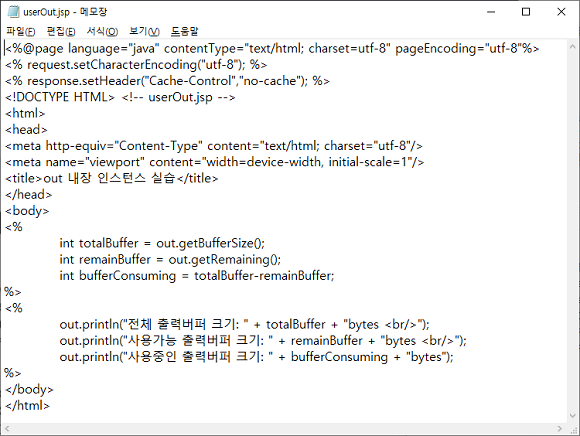 userOut.jsp - 메모장
파일(F) 편집(E) 서식(O) 보기(V) 도움말
<%@page language="java" contentType="text/html; charset=utf-8" pageEncoding="utf-8"%>
<% request.setCharacterEncoding("utf-8"); %>
<% response.setHeader("Cache-Control","no-cache"); %>
<!DOCTYPE HTML> <!-- userOut.jsp -->
<html>
<head>
<meta http-equiv="Content-Type" content="text/html; charset="utf-8"/>
<meta name="viewport" content="width=device-width, initial-scale=1"/>
<title>out 내장 인스턴스 실습</title>
</head>
<body>
<%
int totalBuffer = out.getBufferSize();
int remainBuffer = out.getRemaining();
int bufferConsuming = totalBuffer-remainBuffer;
%>
<%
out.println("전체 출력버퍼 크기: " + totalBuffer + "bytes <br/>");
out.println("사용가능 출력버퍼 크기: " + remainBuffer + "bytes <br/>");
out.println("사용중인 출력버퍼 크기: " + bufferConsuming + "bytes");
%>
</body>
</html>